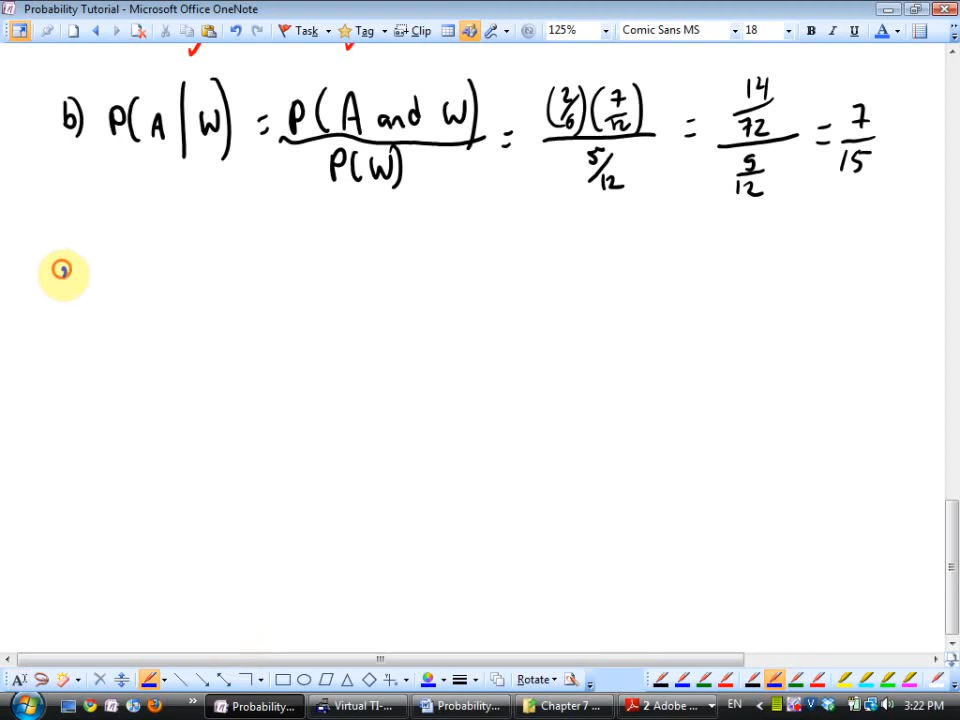 Probability Tutorial - Microsoft Office OneNote
Task Tag Clip 125% Comic Sans MS 18 B I U A
b) P(A | W) = P(A and W) / P(W) = (2/6)(7/12) / 5/12 = 14/72 / 5/12 = 7/15
Rotate
Probability... Virtual TI-... Probability... Chapter 7 ... 2 Adobe ... EN 3:22 PM